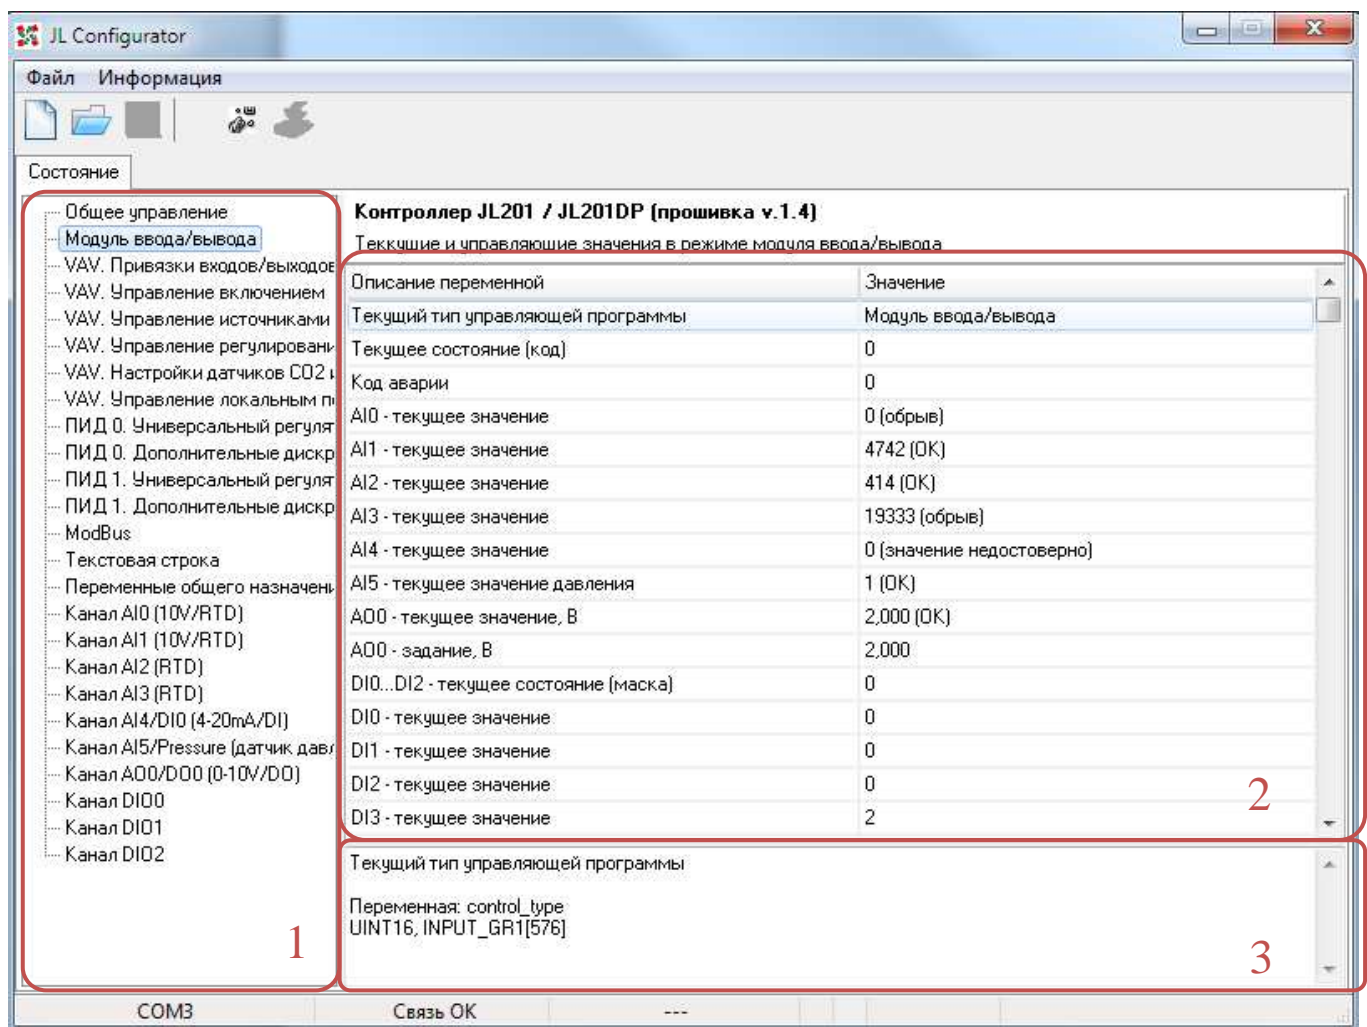 JL Configurator
Файл Информация
Состояние
Общее управление
Модуль ввода/вывода
VAV. Привязки входов/выходов
VAV. Управление включением
VAV. Управление источниками
VAV. Управление регулировани
VAV. Настройки датчиков CO2 и
VAV. Управление локальным п
ПИД 0. Универсальный регулят
ПИД 0. Дополнительные дискр
ПИД 1. Универсальный регулят
ПИД 1. Дополнительные дискр
ModBus
Текстовая строка
Переменные общего назначени
Канал AI0 (10V/RTD)
Канал AI1 (10V/RTD)
Канал AI2 (RTD)
Канал AI3 (RTD)
Канал AI4/DI0 (4-20mA/DI)
Канал AI5/Pressure (датчик давл
Канал AO0/DO0 (0-10V/DO)
Канал DIO0
Канал DIO1
Канал DIO2
1
Контроллер JL201 / JL201DP (прошивка v.1.4)
Теккущие и управляющие значения в режиме модуля ввода/вывода
Описание переменной Значение
Текущий тип управляющей программы Модуль ввода/вывода
Текущее состояние (код) 0
Код аварии 0
AI0 - текущее значение 0 (обрыв)
AI1 - текущее значение 4742 (OK)
AI2 - текущее значение 414 (OK)
AI3 - текущее значение 19333 (обрыв)
AI4 - текущее значение 0 (значение недостоверно)
AI5 - текущее значение давления 1 (OK)
AO0 - текущее значение, В 2,000 (OK)
AO0 - задание, В 2,000
DI0...DI2 - текущее состояние (маска) 0
DI0 - текущее значение 0
DI1 - текущее значение 0
DI2 - текущее значение 0
DI3 - текущее значение 2
2
Текущий тип управляющей программы
Переменная: control_type
UINT16, INPUT_GR1[576]
3
COM3 Связь OK ---